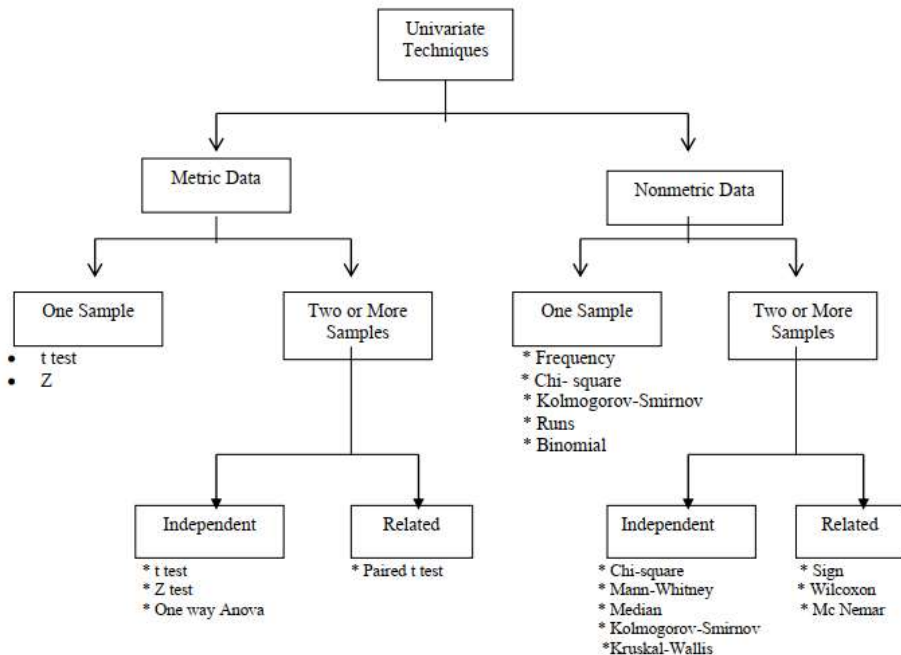 Univariate
Techniques
Metric Data
Nonmetric Data
One Sample
• t test
• Z
Two or More
Samples
One Sample
* Frequency
* Chi- square
* Kolmogorov-Smirnov
* Runs
* Binomial
Two or More
Samples
Independent
* t test
* Z test
* One way Anova
Related
* Paired t test
Independent
* Chi-square
* Mann-Whitney
* Median
* Kolmogorov-Smirnov
*Kruskal-Wallis
Related
* Sign
* Wilcoxon
* Mc Nemar